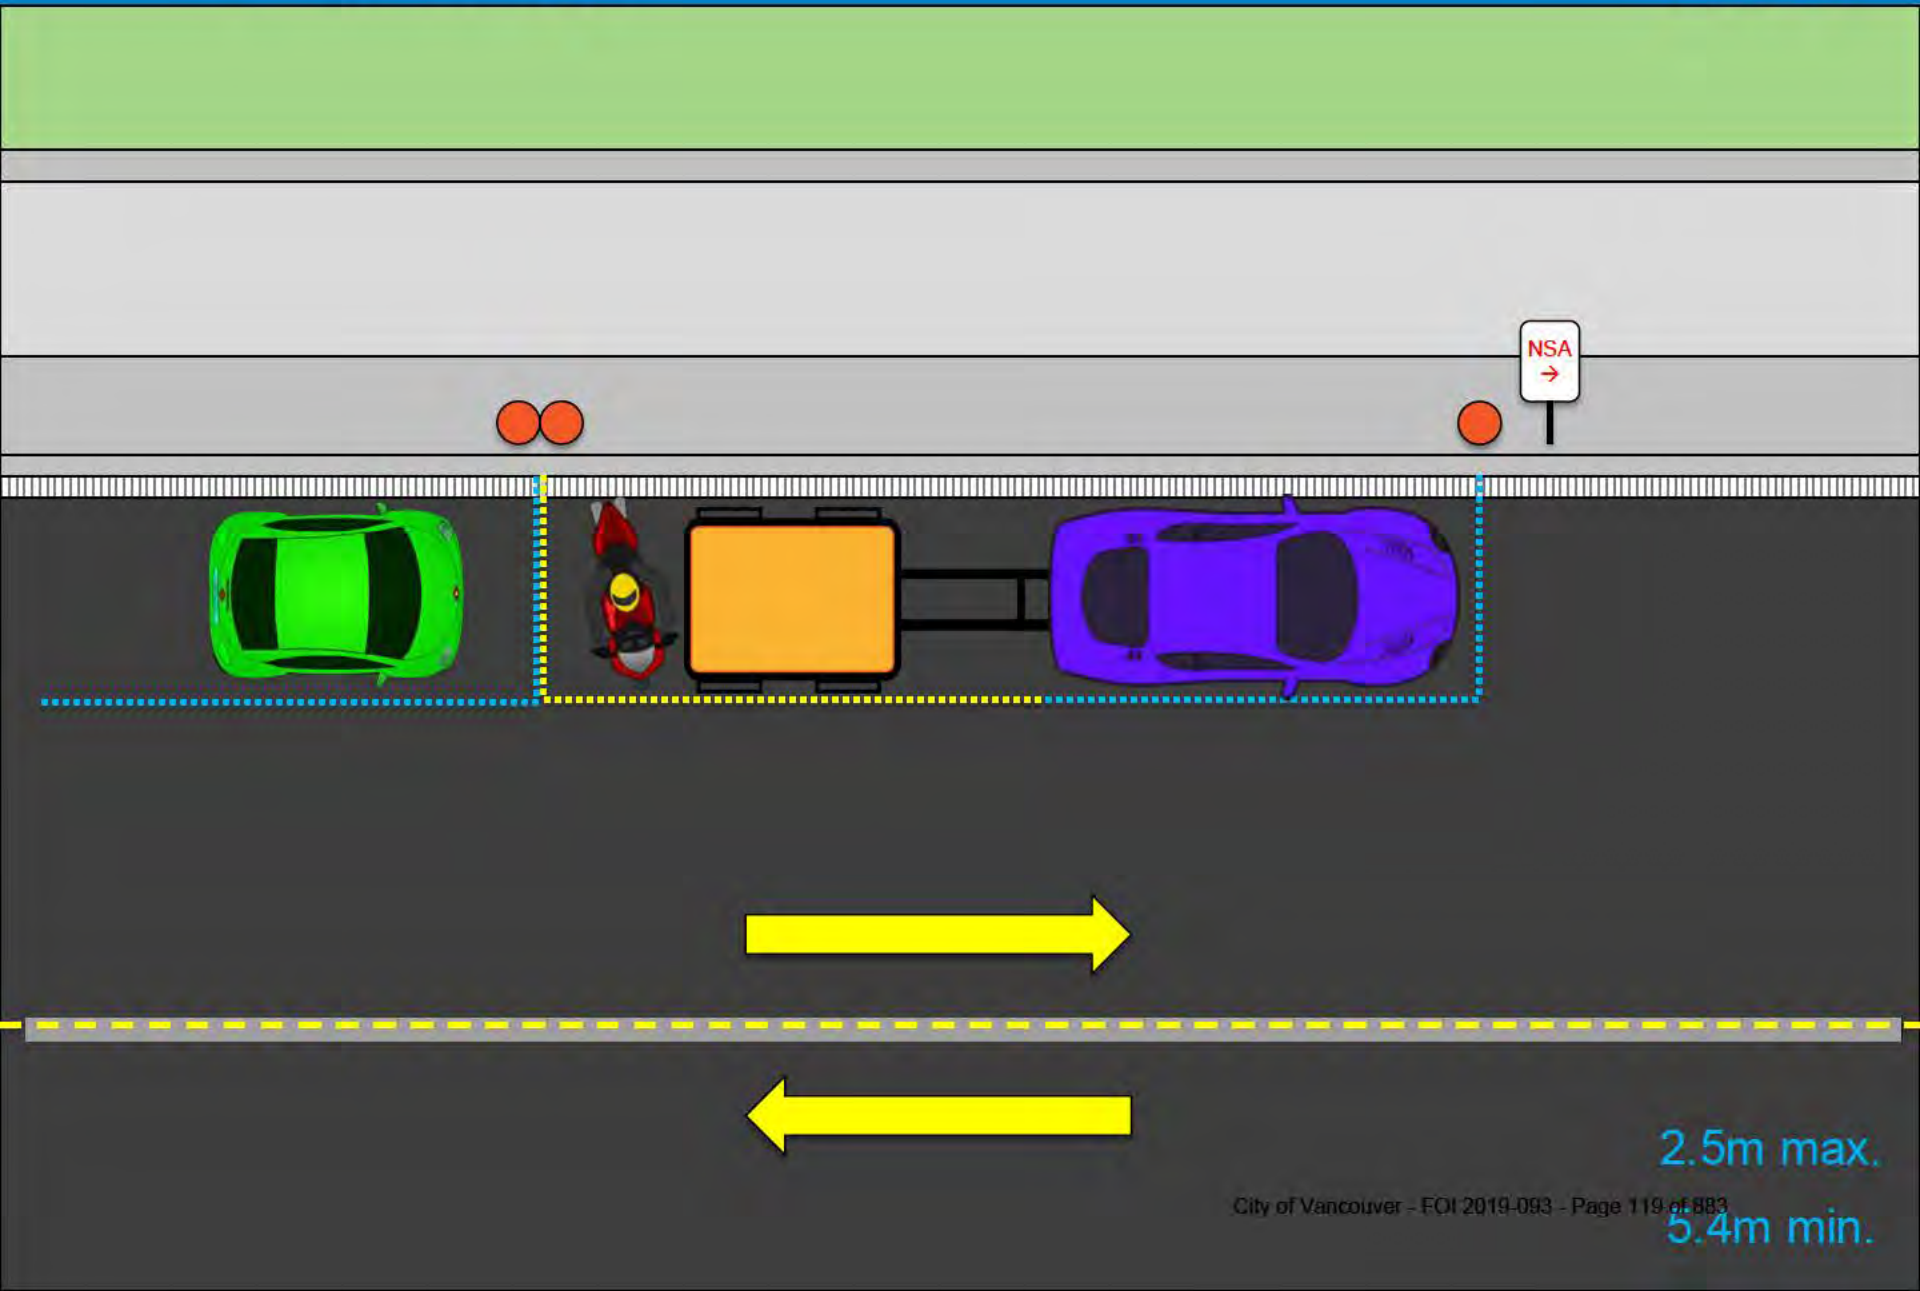 NSA
→
2.5m max.
City of Vancouver - FOI 2019-093 - Page 119 of 883
5.4m min.